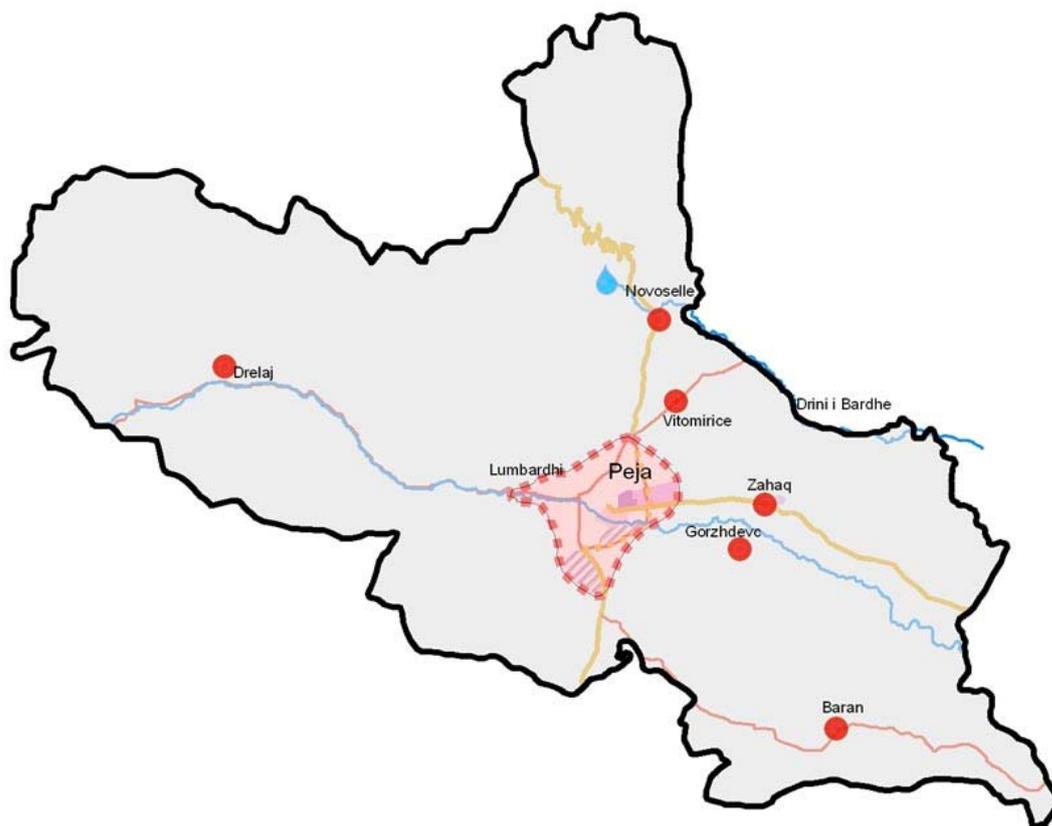 Novoselle
Drelaj
Drini i Bardhe
Vitomirice
Lumbardhi
Peja
Zahaq
Gorzhdevc
Baran